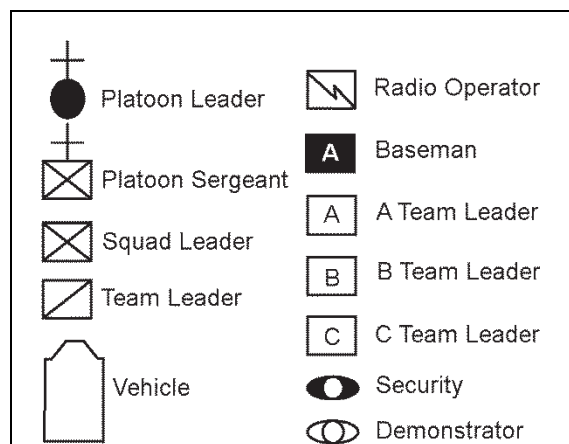 Platoon Leader
Platoon Sergeant
Squad Leader
Team Leader
Vehicle
Radio Operator
A Baseman
A A Team Leader
B B Team Leader
C C Team Leader
Security
Demonstrator